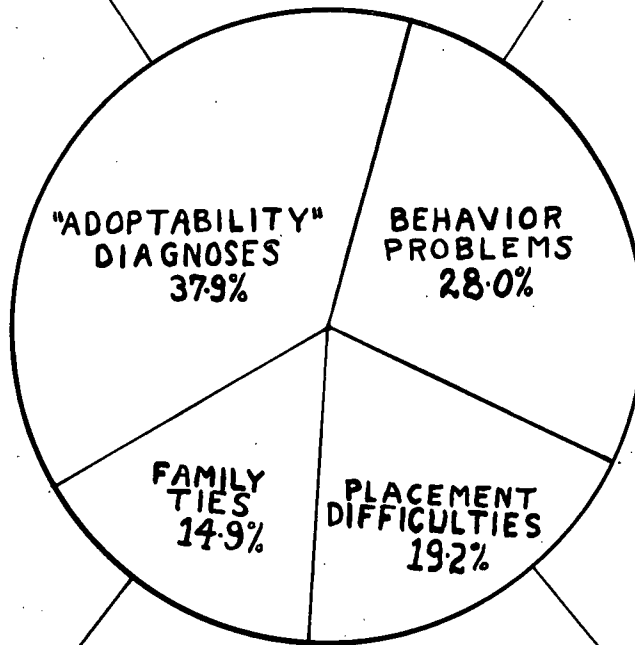 "ADOPTABILITY"
DIAGNOSES
37.9%
BEHAVIOR
PROBLEMS
28.0%
FAMILY
TIES
14.9%
PLACEMENT
DIFFICULTIES
19.2%